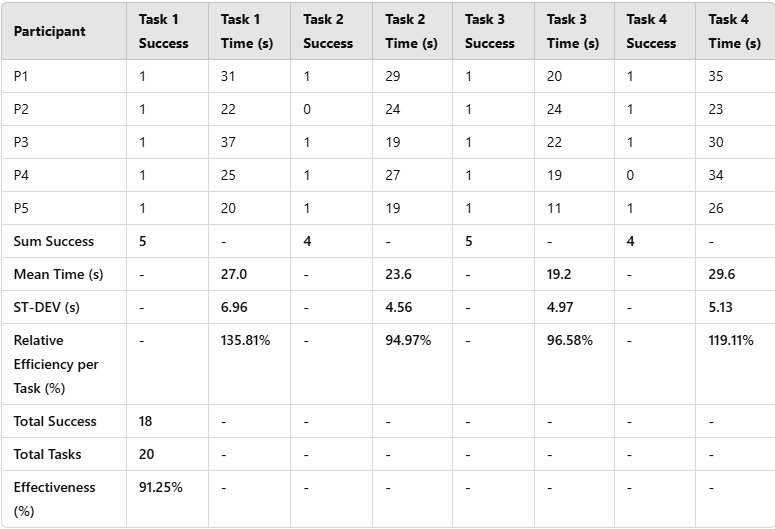 Participant Task 1 Success Task 1 Time (s) Task 2 Success Task 2 Time (s) Task 3 Success Task 3 Time (s) Task 4 Success Task 4 Time (s)
P1 1 31 1 29 1 20 1 35
P2 1 22 0 24 1 24 1 23
P3 1 37 1 19 1 22 1 30
P4 1 25 1 27 1 19 0 34
P5 1 20 1 19 1 11 1 26
Sum Success 5 - 4 - 5 - 4 -
Mean Time (s) - 27.0 - 23.6 - 19.2 - 29.6
ST-DEV (s) - 6.96 - 4.56 - 4.97 - 5.13
Relative Efficiency per Task (%) - 135.81% - 94.97% - 96.58% - 119.11%
Total Success 18 - - - - - - -
Total Tasks 20 - - - - - - -
Effectiveness (%) 91.25% - - - - - - -